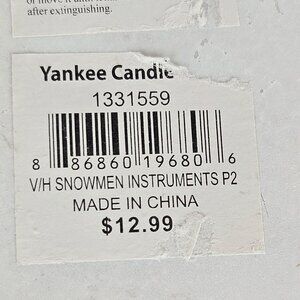 after extinguishing.
Yankee Candle
1331559
8 86860 19680 6
V/H SNOWMEN INSTRUMENTS P2
MADE IN CHINA
$12.99